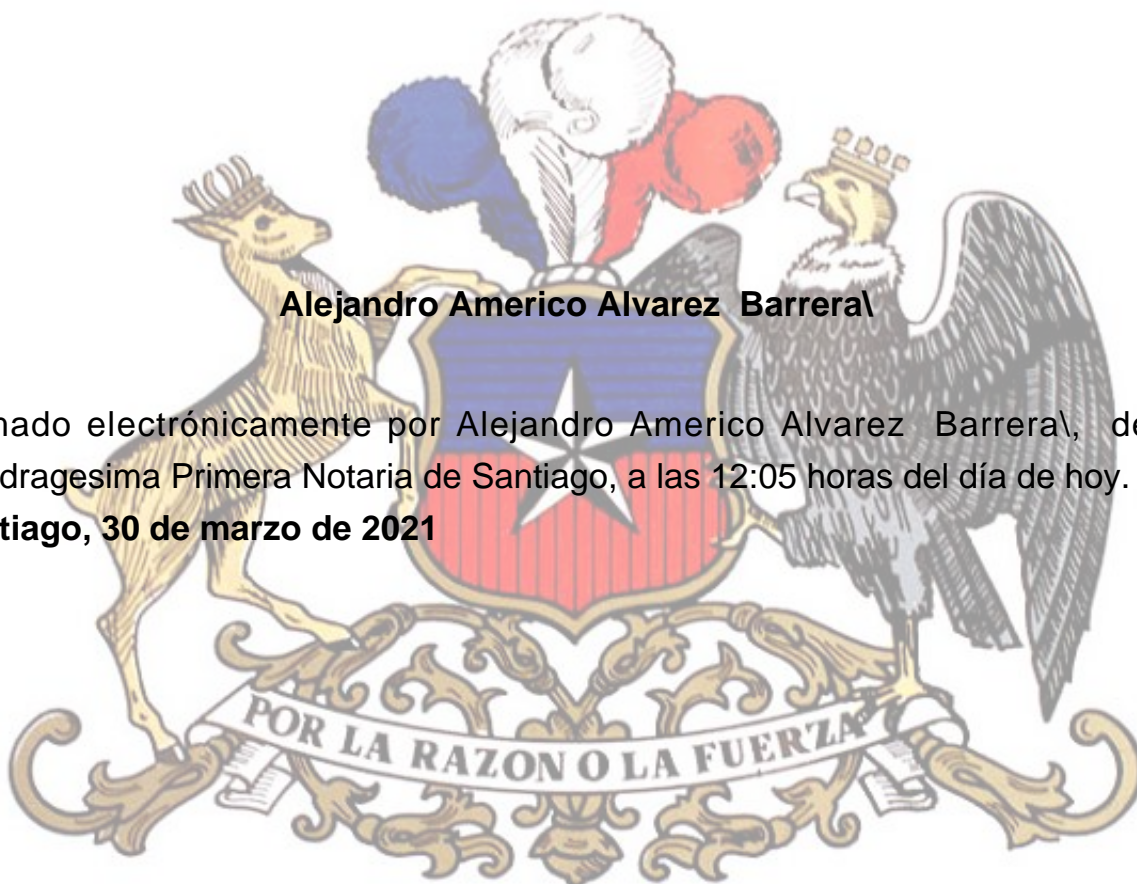 Alejandro Americo Alvarez  Barrera\
nado electrónicamente por Alejandro Americo Alvarez  Barrera\,  de
dragesima Primera Notaria de Santiago, a las 12:05 horas del día de hoy.
tiago, 30 de marzo de 2021
POR LA RAZON O LA FUERZA